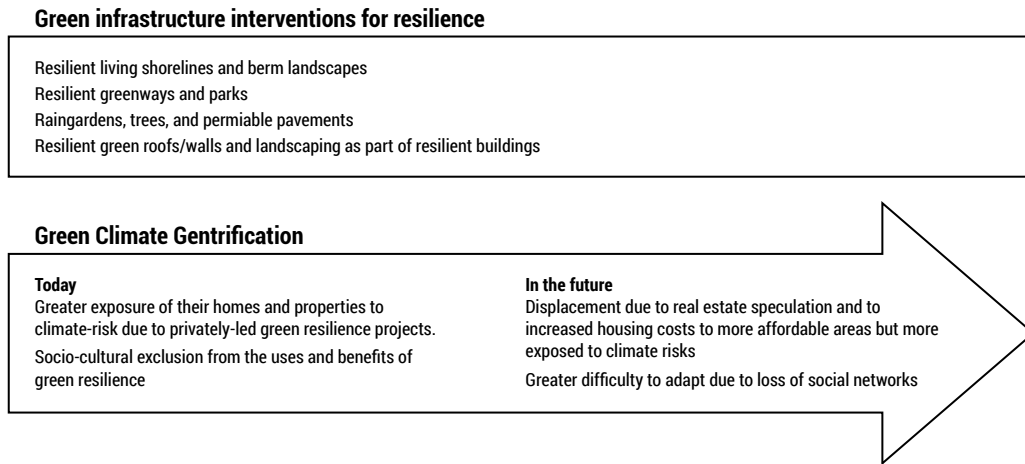 Green infrastructure interventions for resilience
Resilient living shorelines and berm landscapes
Resilient greenways and parks
Raingardens, trees, and permiable pavements
Resilient green roofs/walls and landscaping as part of resilient buildings
Green Climate Gentrification
Today
Greater exposure of their homes and properties to
climate-risk due to privately-led green resilience projects.
Socio-cultural exclusion from the uses and benefits of
green resilience
In the future
Displacement due to real estate speculation and to
increased housing costs to more affordable areas but more
exposed to climate risks
Greater difficulty to adapt due to loss of social networks